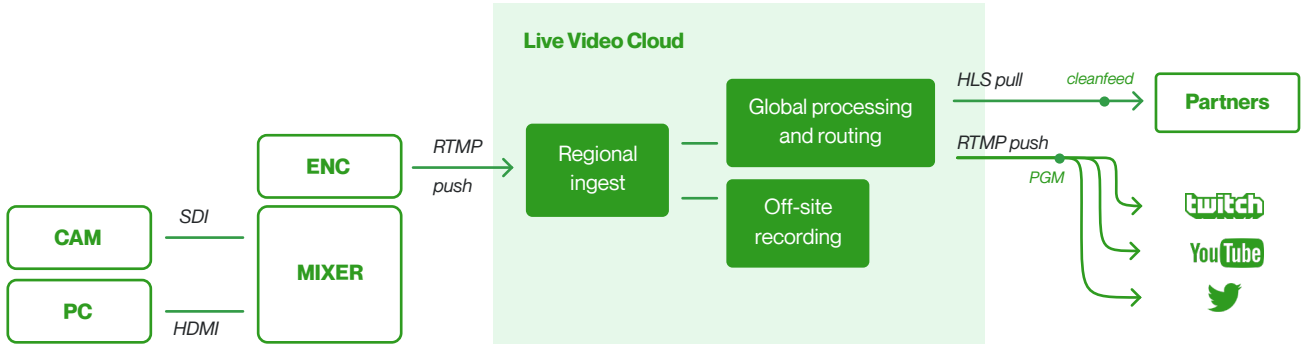 Live Video Cloud
CAM
PC
SDI
HDMI
ENC
MIXER
RTMP
push
Regional
ingest
Global processing
and routing
Off-site
recording
HLS pull
cleanfeed
Partners
RTMP push
PGM
twitch
YouTube